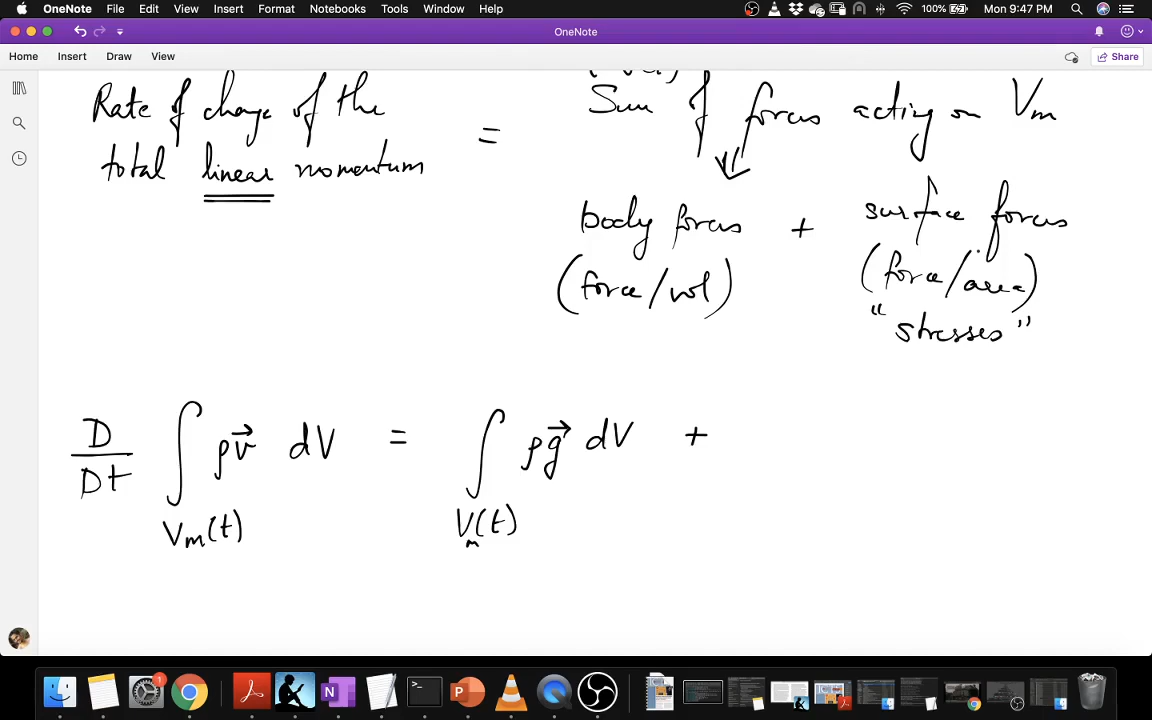 OneNote File Edit View Insert Format Notebooks Tools Window Help 100% Mon 9:47 PM
OneNote
Home Insert Draw View Share
Rate of change of the
total linear momentum
=
Sum of forces acting on Vm
body forces + surface forces
(force/vol) (force/area)
"stresses"
D/Dt ∫Vm(t) ρv⃗ dV = ∫Vm(t) ρg⃗ dV +